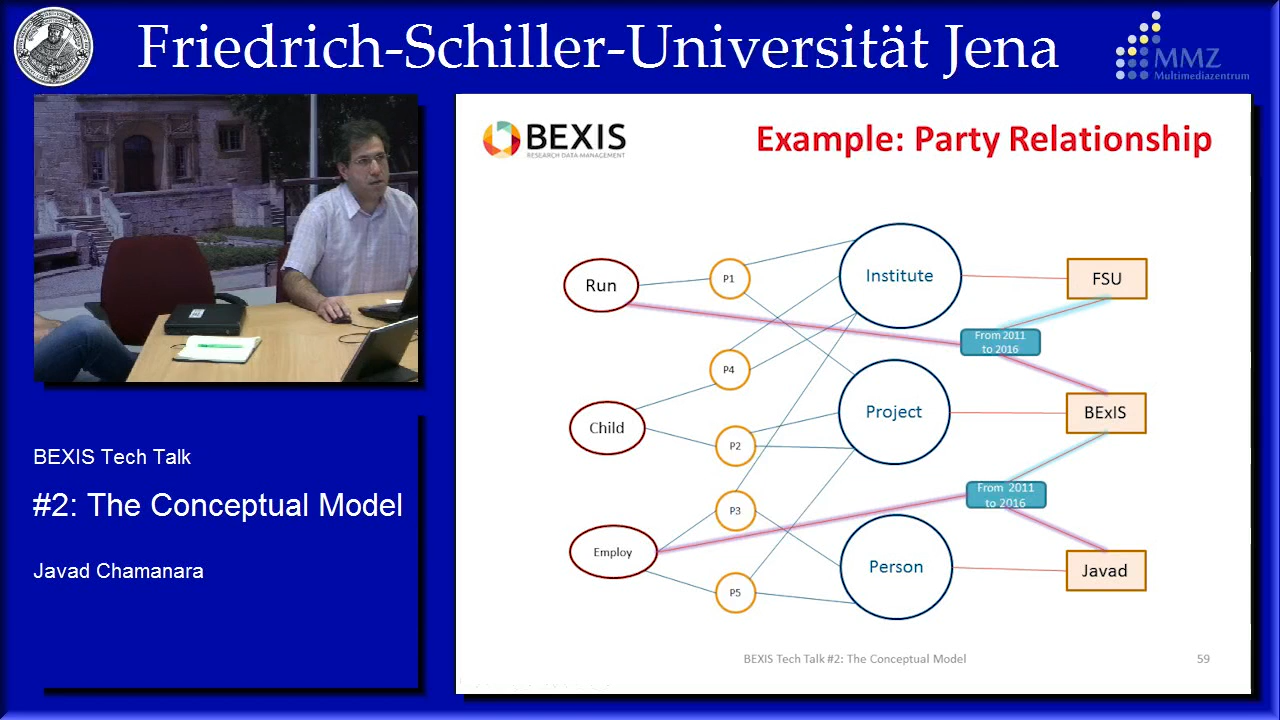 Friedrich-Schiller-Universität Jena
MMZ
Multimediazentrum
BEXIS
RESEARCH DATA MANAGEMENT
Example: Party Relationship
Run
P1
Institute
FSU
From 2011
to 2016
P4
Child
P2
Project
BExIS
From 2011
to 2016
P3
Employ
Person
Javad
P5
BEXIS Tech Talk #2: The Conceptual Model
59
BEXIS Tech Talk
#2: The Conceptual Model
Javad Chamanara